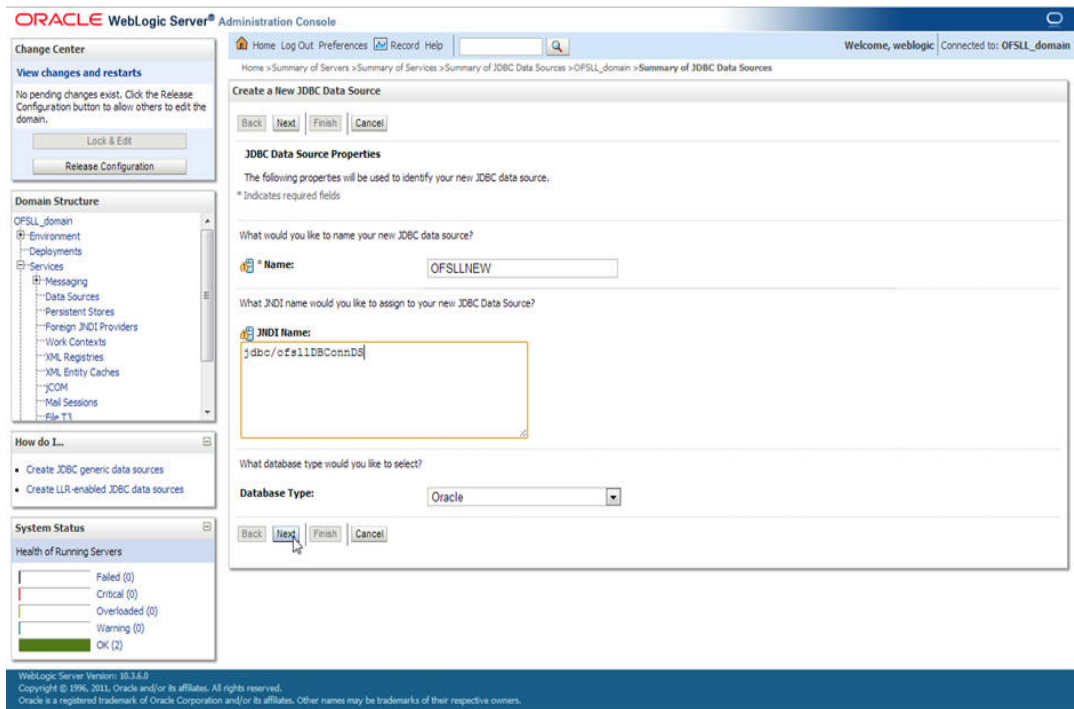 ORACLE WebLogic Server® Administration Console
Change Center
View changes and restarts
No pending changes exist. Click the Release
Configuration button to allow others to edit the
domain.
Lock & Edit
Release Configuration
Domain Structure
OFSLL_domain
Environment
Deployments
Services
Messaging
Data Sources
Persistent Stores
Foreign JNDI Providers
Work Contexts
XML Registries
XML Entity Caches
jCOM
Mail Sessions
File T3
How do I...
Create JDBC generic data sources
Create LLR-enabled JDBC data sources
System Status
Health of Running Servers
Failed (0)
Critical (0)
Overloaded (0)
Warning (0)
OK (2)
Home Log Out Preferences Record Help
Welcome, weblogic Connected to: OFSLL_domain
Home >Summary of Servers >Summary of Services >Summary of JDBC Data Sources >OFSLL_domain >Summary of JDBC Data Sources
Create a New JDBC Data Source
Back Next Finish Cancel
JDBC Data Source Properties
The following properties will be used to identify your new JDBC data source.
* Indicates required fields
What would you like to name your new JDBC data source?
* Name: OFSLLNEW
What JNDI name would you like to assign to your new JDBC Data Source?
JNDI Name:
jdbc/ofsllDBConnDS
What database type would you like to select?
Database Type: Oracle
Back Next Finish Cancel
WebLogic Server Version: 10.3.6.0
Copyright © 1996, 2011, Oracle and/or its affiliates. All rights reserved.
Oracle is a registered trademark of Oracle Corporation and/or its affiliates. Other names may be trademarks of their respective owners.